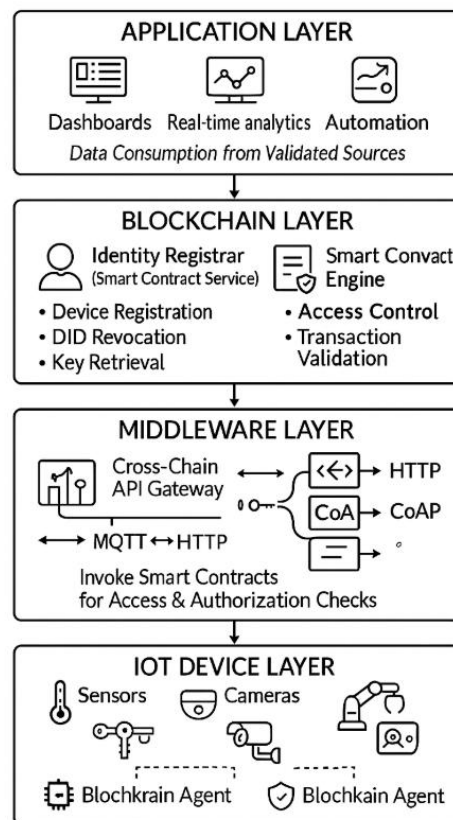 APPLICATION LAYER
Dashboards Real-time analytics Automation
Data Consumption from Validated Sources
BLOCKCHAIN LAYER
Identity Registrar
(Smart Contract Service)
• Device Registration
• DID Revocation
• Key Retrieval
Smart Convact
Engine
• Access Control
• Transaction
Validation
MIDDLEWARE LAYER
Cross-Chain
API Gateway
MQTT ↔ HTTP
HTTP
CoA CoAP
Invoke Smart Contracts
for Access & Authorization Checks
IOT DEVICE LAYER
Sensors Cameras
Blochkrain Agent Blochkain Agent